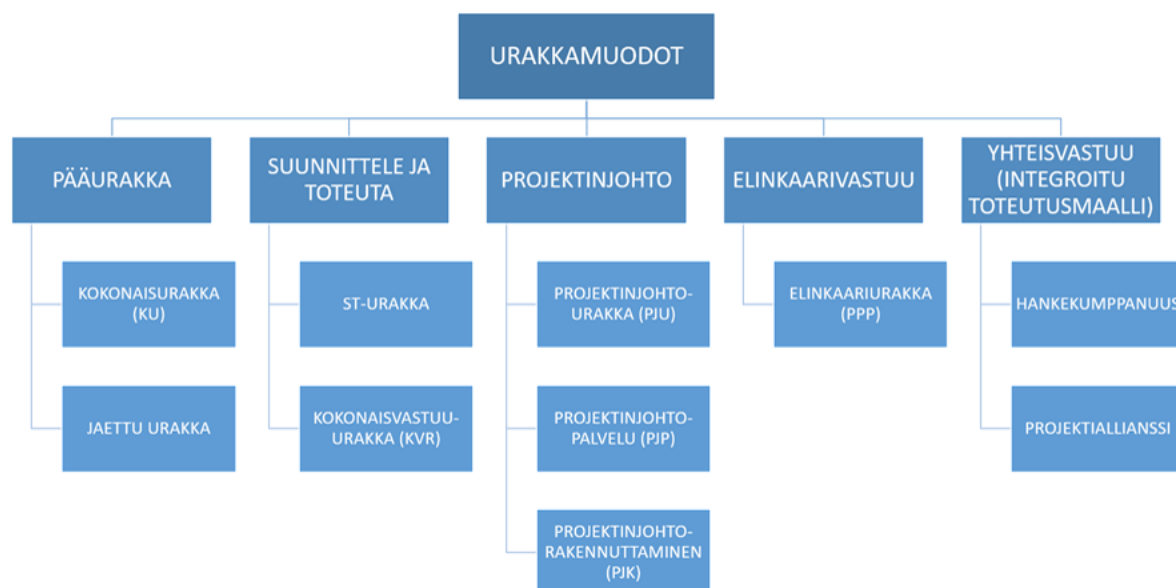 URAKKAMUODOT
PÄÄURAKKA
KOKONAISURAKKA
(KU)
JAETTU URAKKA
SUUNNITTELE JA
TOTEUTA
ST-URAKKA
KOKONAISVASTUU-
URAKKA (KVR)
PROJEKTINJOHTO
PROJEKTINJOHTO-
URAKKA (PJU)
PROJEKTINJOHTO-
PALVELU (PJP)
PROJEKTINJOHTO-
RAKENNUTTAMINEN
(PJK)
ELINKAARIVASTUU
ELINKAARIURAKKA
(PPP)
YHTEISVASTUU
(INTEGROITU
TOTEUTUSMAALLI)
HANKEKUMPPANUUS
PROJEKTIALLIANSSI